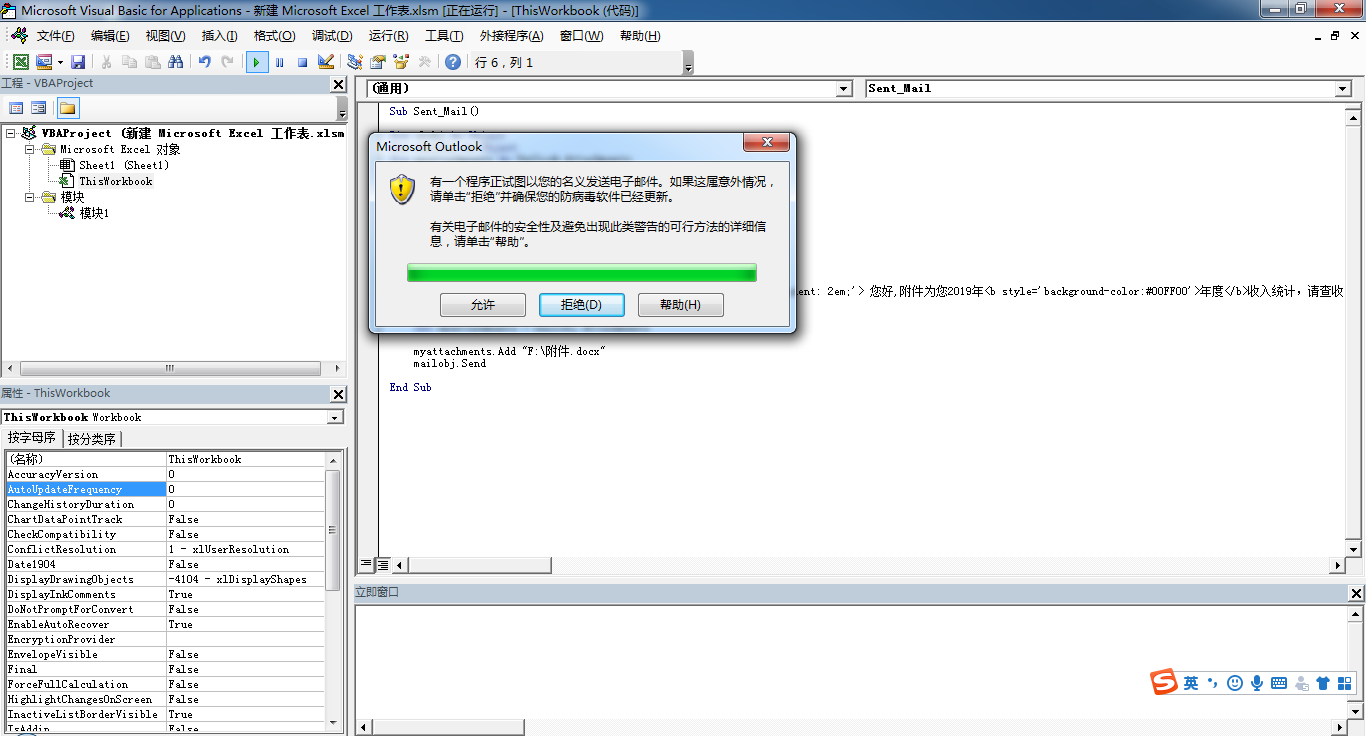 Microsoft Visual Basic for Applications - 新建 Microsoft Excel 工作表.xlsm [正在运行] - [ThisWorkbook (代码)]
文件(F) 编辑(E) 视图(V) 插入(I) 格式(O) 调试(D) 运行(R) 工具(T) 外接程序(A) 窗口(W) 帮助(H)
行 6，列 1
工程 - VBAProject
VBAProject (新建 Microsoft Excel 工作表.xlsm
Microsoft Excel 对象
Sheet1 (Sheet1)
ThisWorkbook
模块
模块1
属性 - ThisWorkbook
ThisWorkbook Workbook
按字母序 按分类序
(名称) ThisWorkbook
AccuracyVersion 0
AutoUpdateFrequency 0
ChangeHistoryDuration 0
ChartDataPointTrack False
CheckCompatibility False
ConflictResolution 1 - xlUserResolution
Date1904 False
DisplayDrawingObjects -4104 - xlDisplayShapes
DisplayInkComments True
DoNotPromptForConvert False
EnableAutoRecover True
EncryptionProvider
EnvelopeVisible False
Final False
ForceFullCalculation False
HighlightChangesOnScreen False
InactiveListBorderVisible True
IsAddin False
(通用) Sent_Mail
Sub Sent_Mail()
Microsoft Outlook
有一个程序正试图以您的名义发送电子邮件。如果这属意外情况，
请单击“拒绝”并确保您的防病毒软件已经更新。
有关电子邮件的安全性及避免出现此类警告的可行方法的详细信
息，请单击“帮助”。
允许 拒绝(D) 帮助(H)
ent: 2em;'> 您好,附件为您2019年<b style='background-color:#00FF00'>年度</b>收入统计，请查收
myattachments.Add "F:\附件.docx"
mailobj.Send
End Sub
立即窗口
英